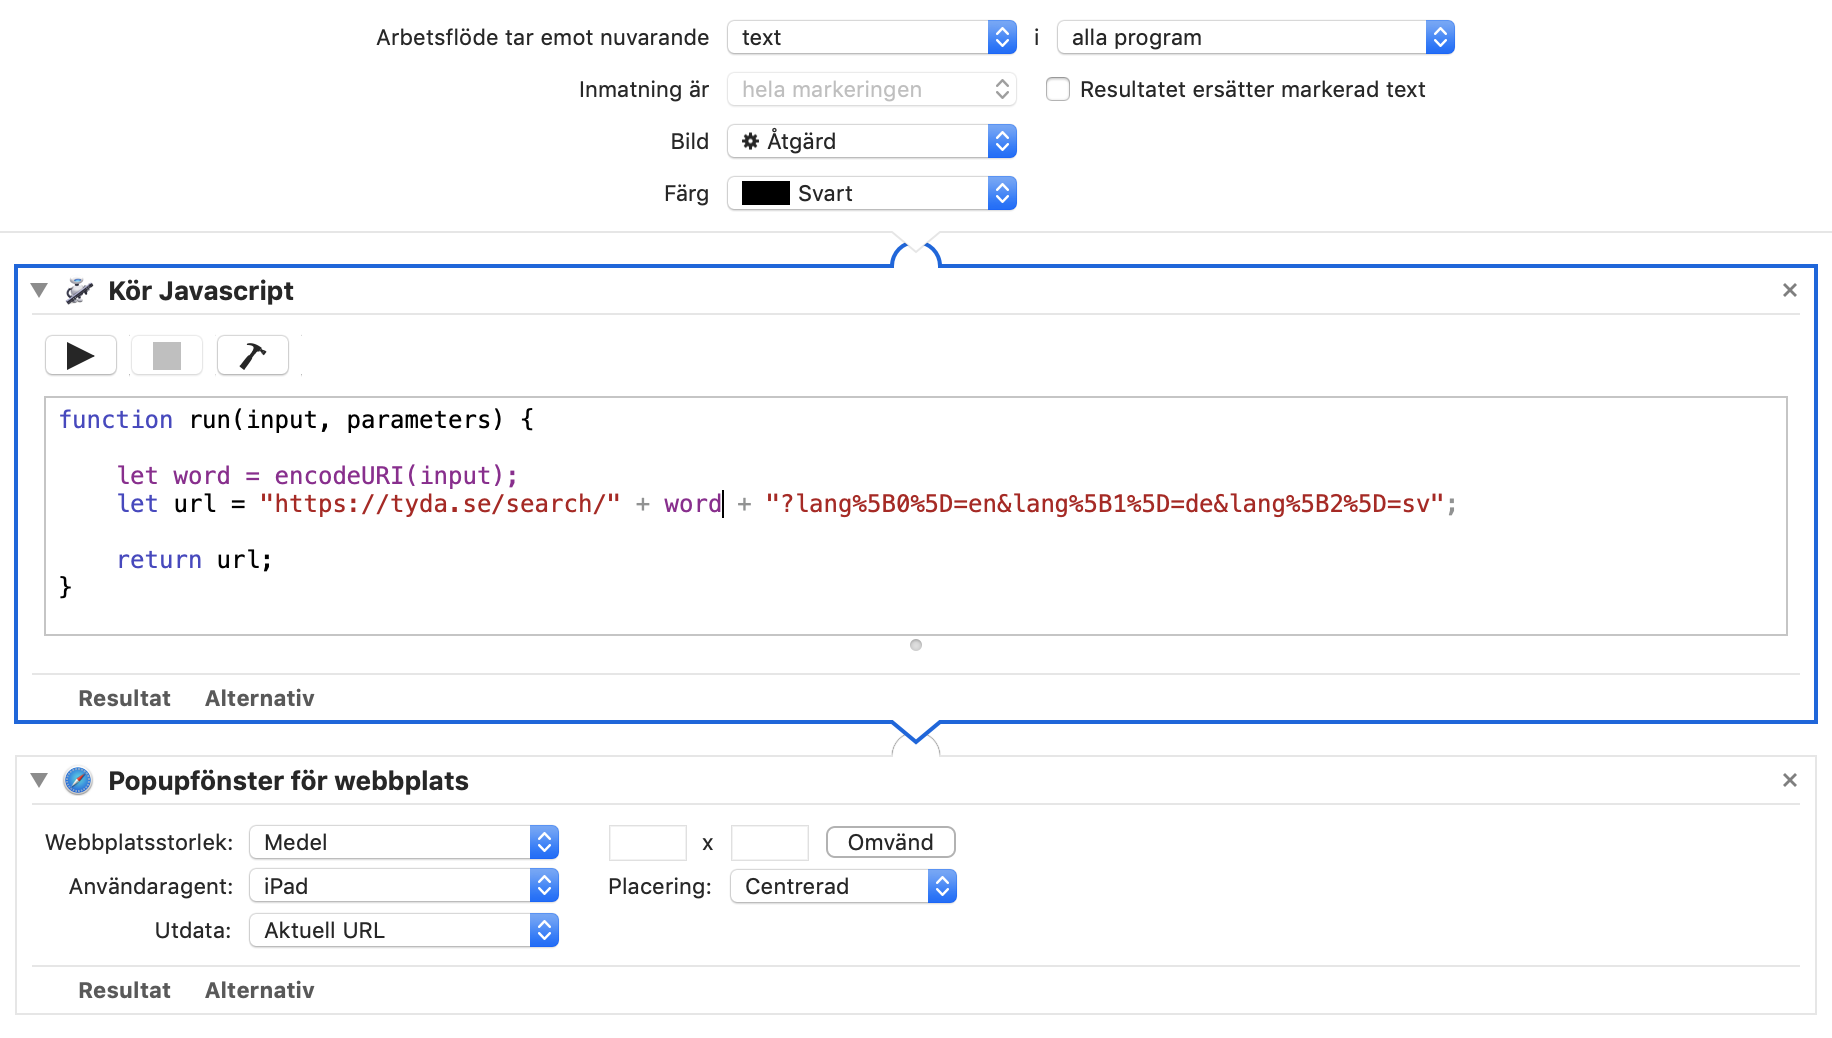 Arbetsflöde tar emot nuvarande text i alla program
Inmatning är hela markeringen Resultatet ersätter markerad text
Bild Åtgärd
Färg Svart
Kör Javascript
function run(input, parameters) {
let word = encodeURI(input);
let url = "https://tyda.se/search/" + word + "?lang%5B0%5D=en&lang%5B1%5D=de&lang%5B2%5D=sv";
return url;
}
Resultat Alternativ
Popupfönster för webbplats
Webbplatsstorlek: Medel x Omvänd
Användaragent: iPad Placering: Centrerad
Utdata: Aktuell URL
Resultat Alternativ